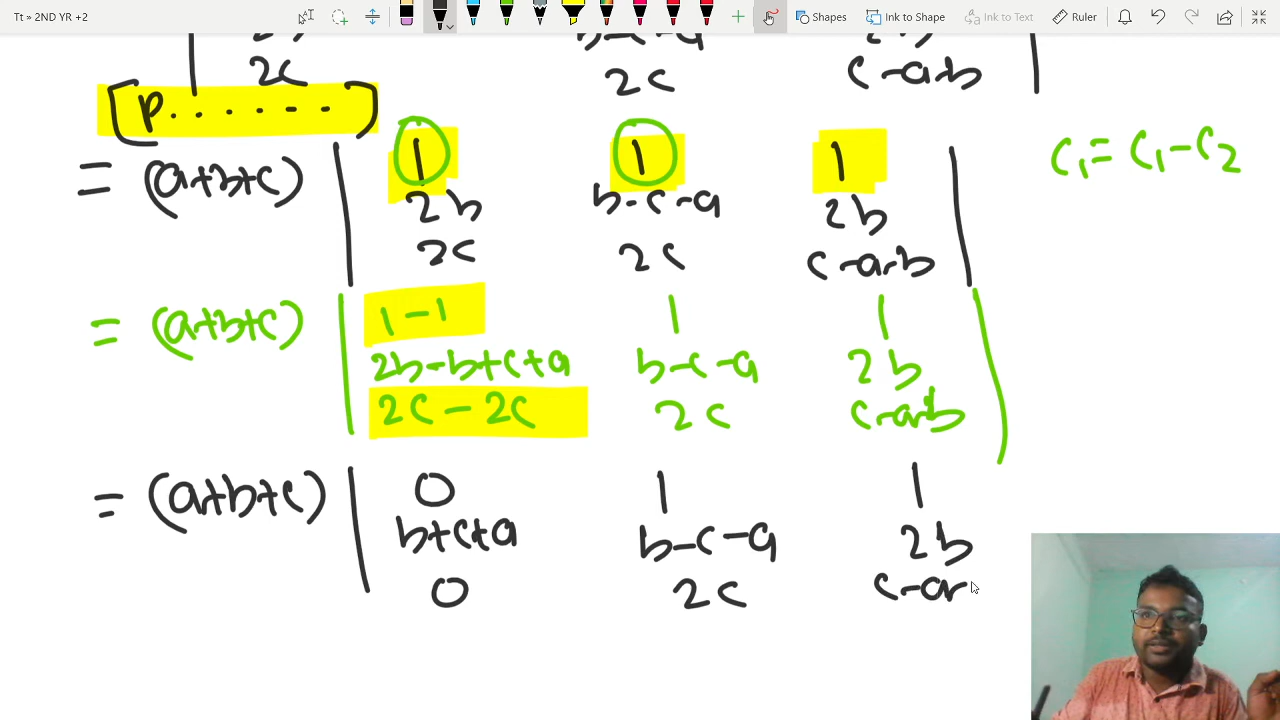 Tt » 2ND YR +2
Shapes Ink to Shape Ink to Text Ruler
2C 2C c-a-b
[P.......]
= (a+b+c) | 1 1 1 | C1 = C1 - C2
2b b-c-a 2b
2c 2c c-a-b
= (a+b+c) | 1-1 1 1 |
2b-b+c+a b-c-a 2b
2c-2c 2c c-a-b
= (a+b+c) | 0 1 1
b+c+a b-c-a 2b
0 2c c-a-